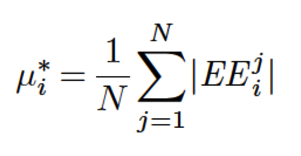 μ_i^* = \frac{1}{N} \sum_{j=1}^{N} |EE_i^j|